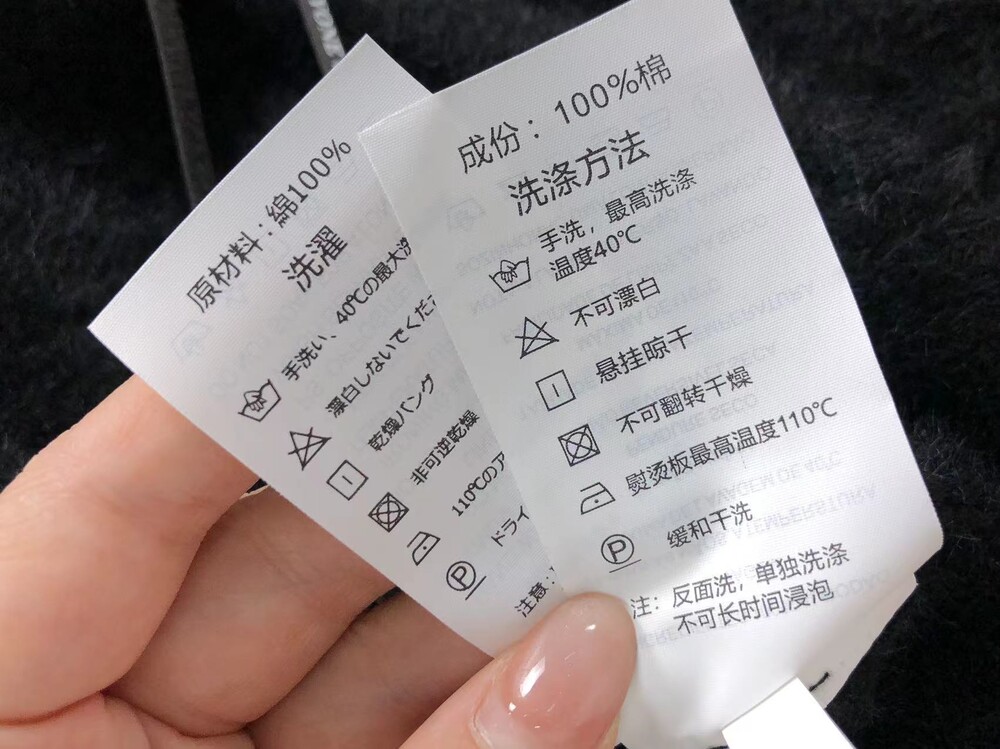 原材料：綿100%
洗濯
手洗い、40℃の最大洗
漂白しないでくださ
乾燥バング
非可逆乾燥
110℃のア
ドライ
注意：
成份：100%棉
洗涤方法
手洗，最高洗涤
温度40℃
不可漂白
悬挂晾干
不可翻转干燥
熨烫板最高温度110℃
P
缓和干洗
P
注：反面洗，单独洗涤
不可长时间浸泡